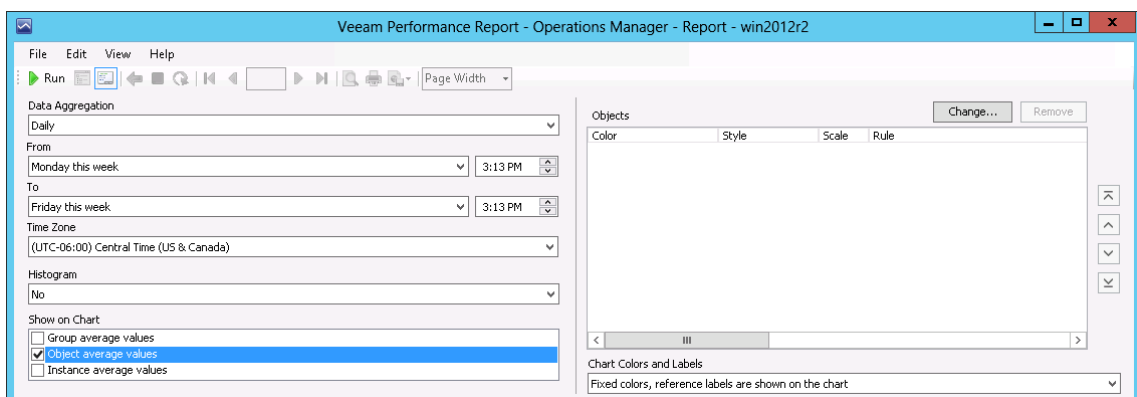 Veeam Performance Report - Operations Manager - Report - win2012r2
File Edit View Help
Run Page Width
Data Aggregation
Daily
From
Monday this week 3:13 PM
To
Friday this week 3:13 PM
Time Zone
(UTC-06:00) Central Time (US & Canada)
Histogram
No
Show on Chart
Group average values
Object average values
Instance average values
Objects Change... Remove
Color Style Scale Rule
Chart Colors and Labels
Fixed colors, reference labels are shown on the chart